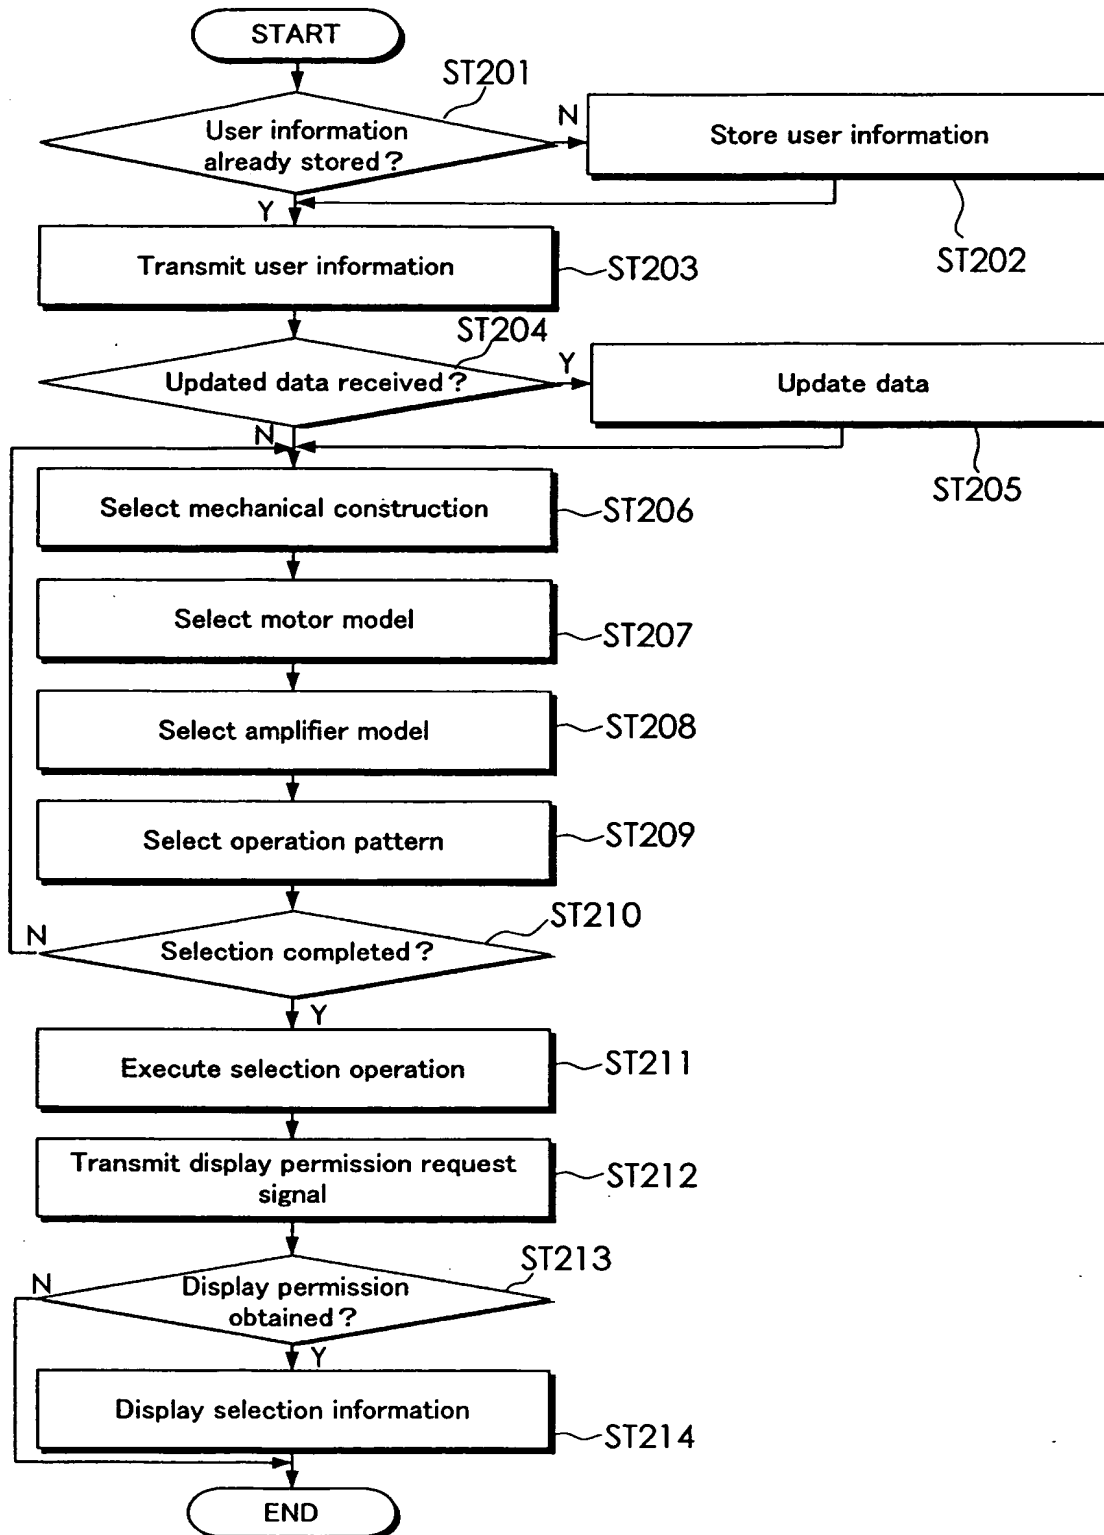 START
ST201
User information
already stored?
N
Store user information
Y
ST202
Transmit user information
ST203
ST204
Updated data received?
Y
Update data
N
ST205
Select mechanical construction
ST206
Select motor model
ST207
Select amplifier model
ST208
Select operation pattern
ST209
ST210
N
Selection completed?
Y
Execute selection operation
ST211
Transmit display permission request
signal
ST212
ST213
N
Display permission
obtained?
Y
Display selection information
ST214
END